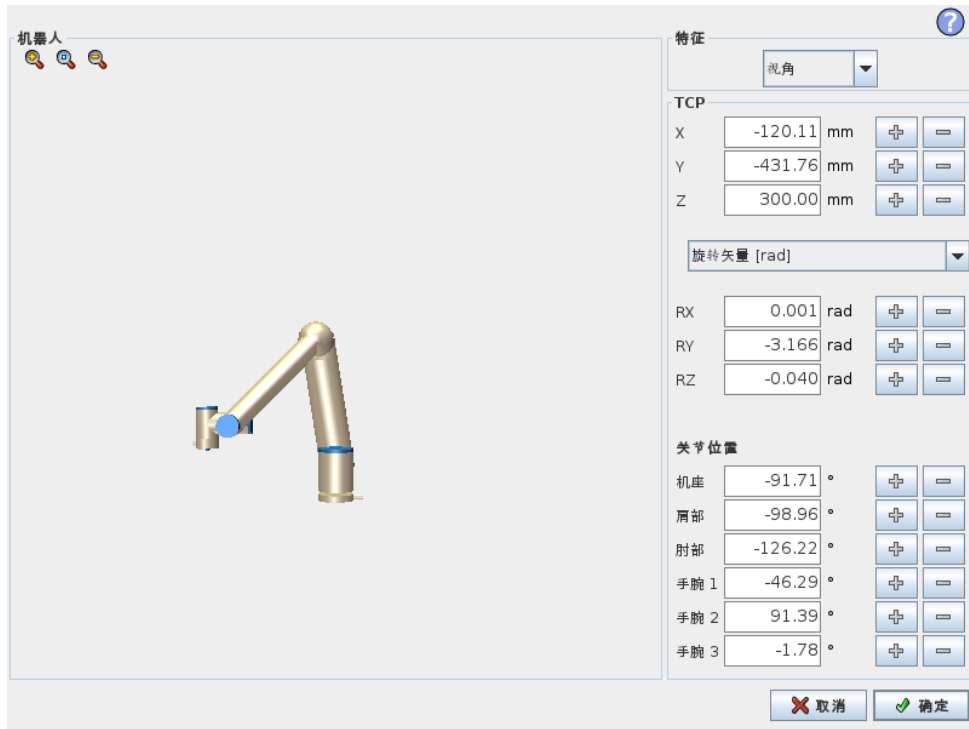 机器人
特征
视角
TCP
X -120.11 mm
Y -431.76 mm
Z 300.00 mm
旋转矢量 [rad]
RX 0.001 rad
RY -3.166 rad
RZ -0.040 rad
关节位置
机座 -91.71 °
肩部 -98.96 °
肘部 -126.22 °
手腕 1 -46.29 °
手腕 2 91.39 °
手腕 3 -1.78 °
取消 确定